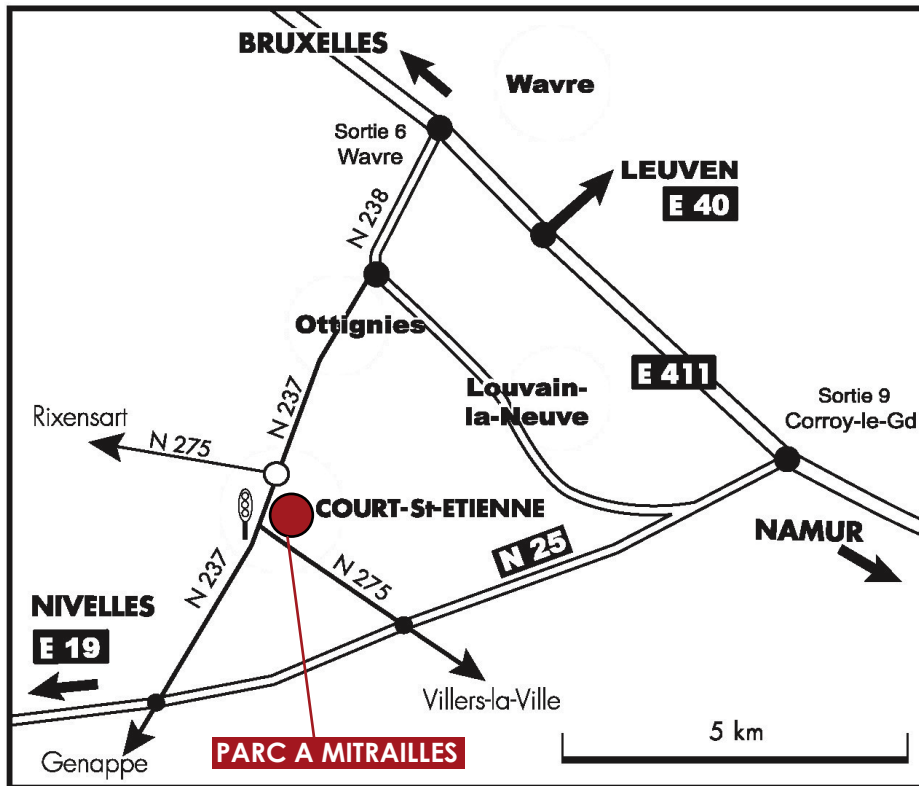 BRUXELLES
Wavre
Sortie 6
Wavre
LEUVEN
E 40
N 238
Ottignies
E 411
Louvain-
la-Neuve
Sortie 9
Corroy-le-Gd
N 237
Rixensart
N 275
COURT-St-ETIENNE
NAMUR
N 25
N 237
N 275
NIVELLES
E 19
Villers-la-Ville
Genappe
PARC A MITRAILLES
5 km